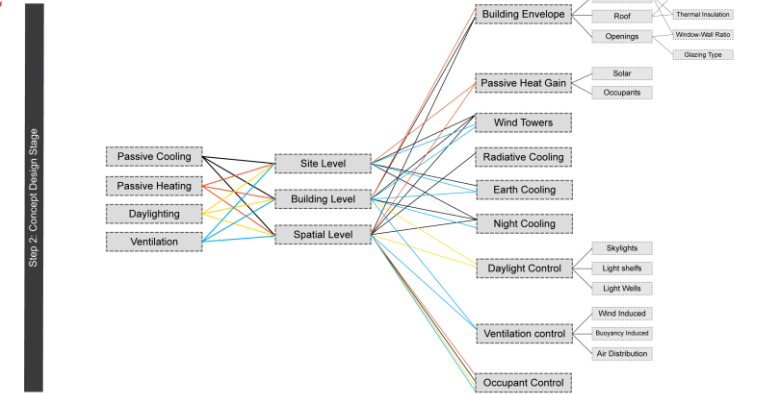 Step 2: Concept Design Stage
Passive Cooling
Passive Heating
Daylighting
Ventilation
Site Level
Building Level
Spatial Level
Building Envelope
Roof
Openings
Thermal Insulation
Window-Wall Ratio
Glazing Type
Passive Heat Gain
Solar
Occupants
Wind Towers
Radiative Cooling
Earth Cooling
Night Cooling
Daylight Control
Skylights
Light shelfs
Light Wells
Ventilation control
Wind Induced
Buoyancy Induced
Air Distribution
Occupant Control